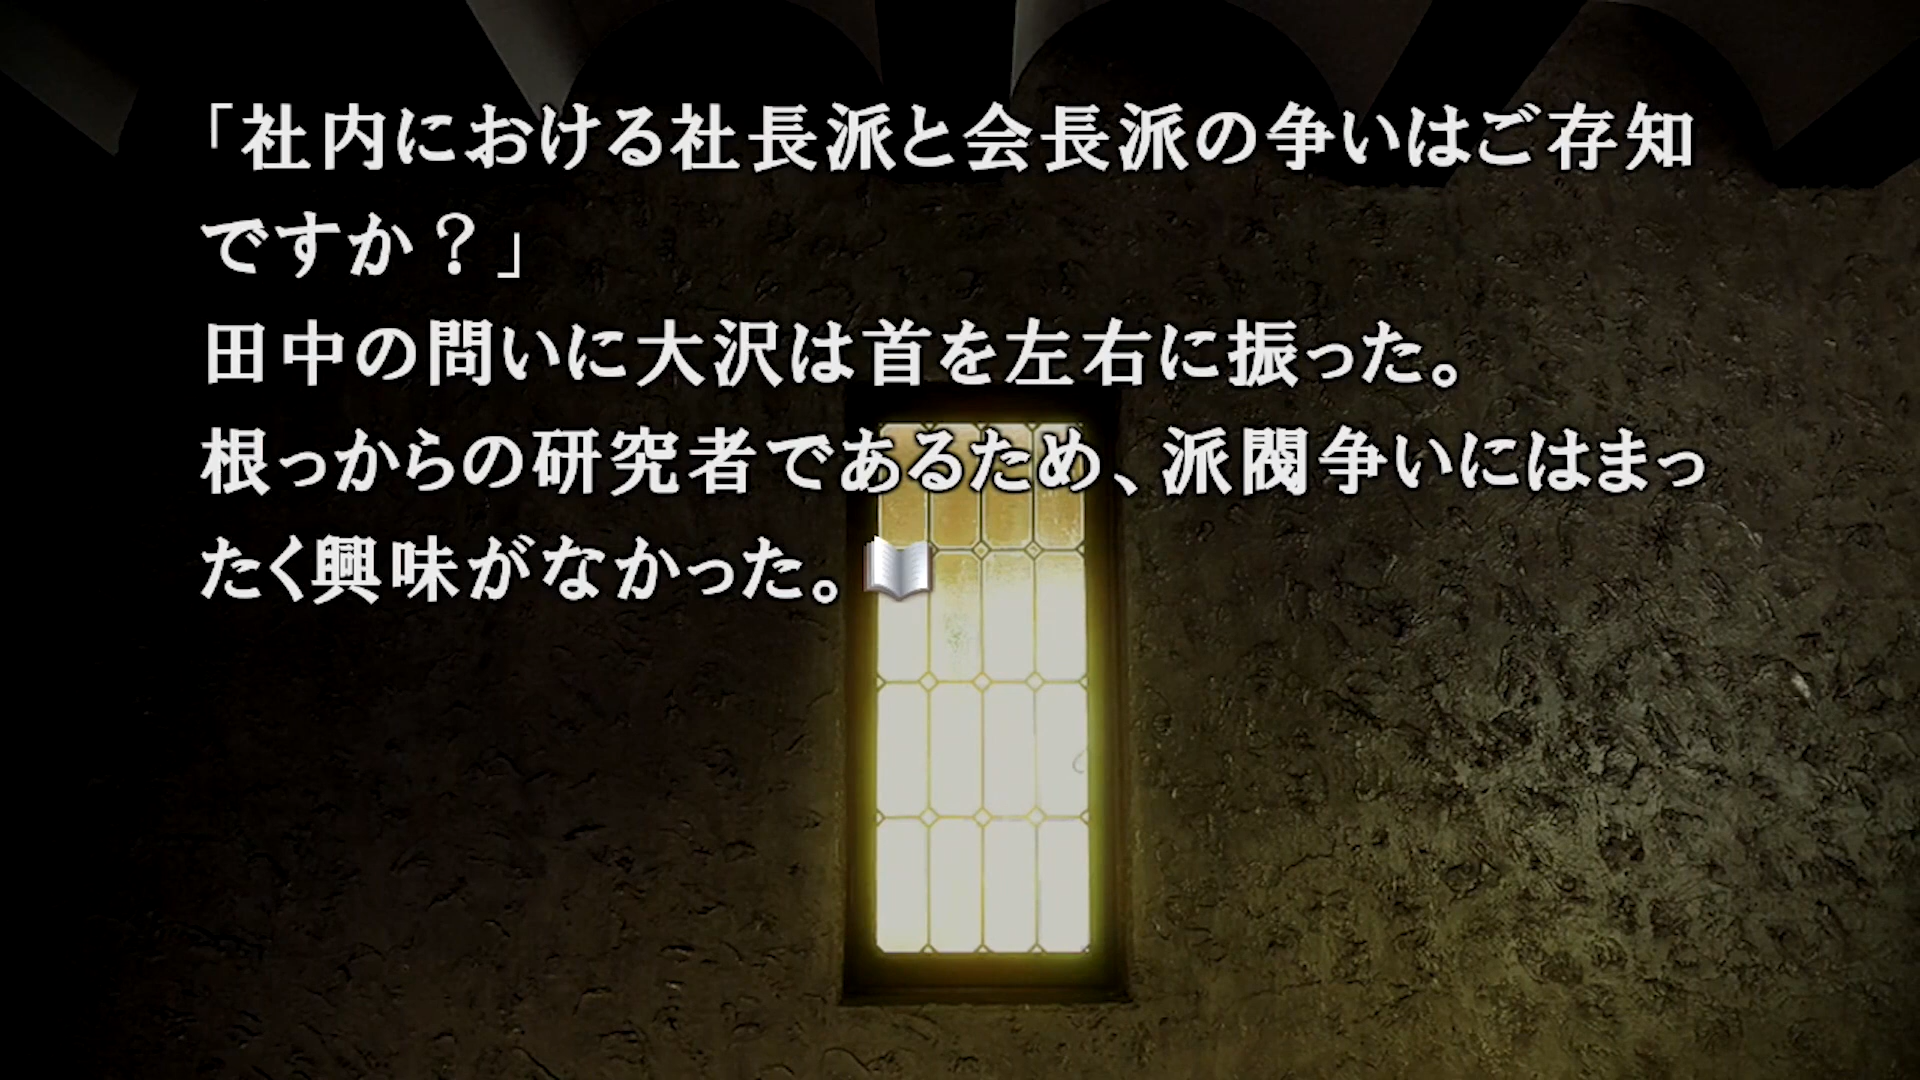 「社内における社長派と会長派の争いはご存知
ですか？」
田中の問いに大沢は首を左右に振った。
根っからの研究者であるため、派閥争いにはまっ
たく興味がなかった。